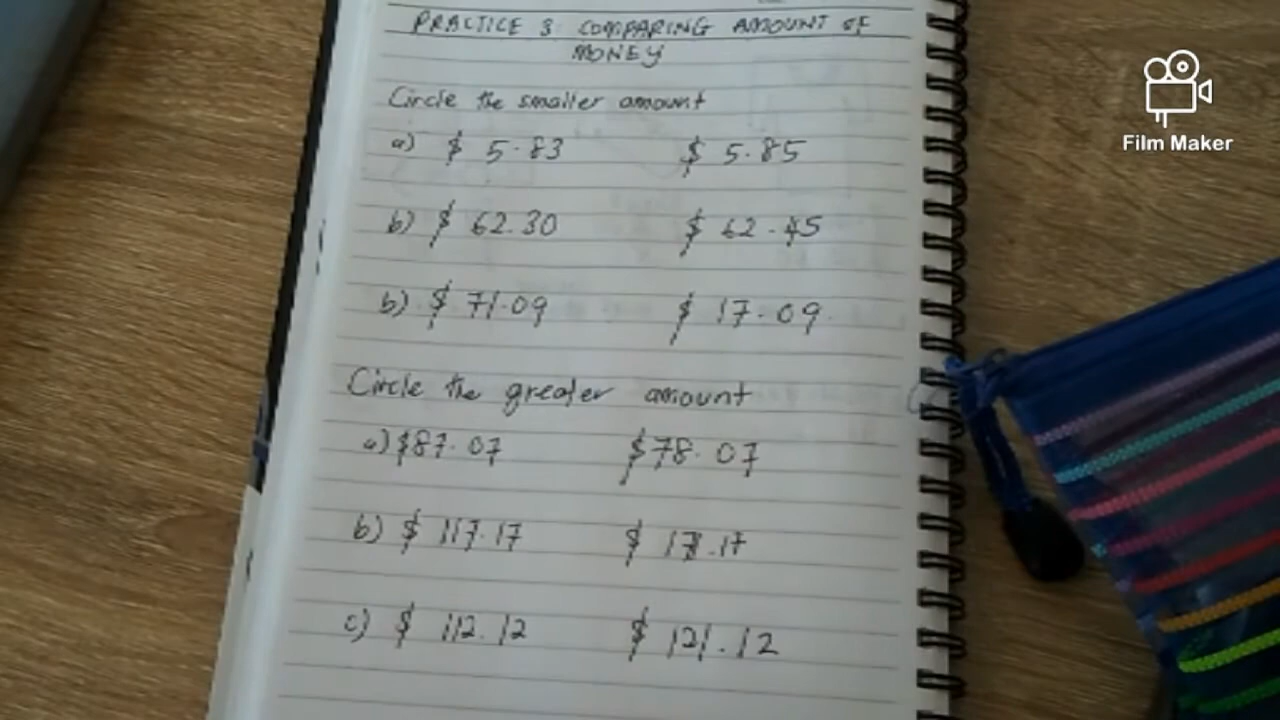 PRACTICE 3: COMPARING AMOUNT OF
MONEY
Circle the smaller amount
a) $ 5.83 $ 5.85
b) $ 62.30 $ 62.45
b) $ 71.09 $ 17.09
Circle the greater amount
a) $87.07 $78.07
b) $ 117.17 $
c) $ 112.12 $ 121.12
Film Maker